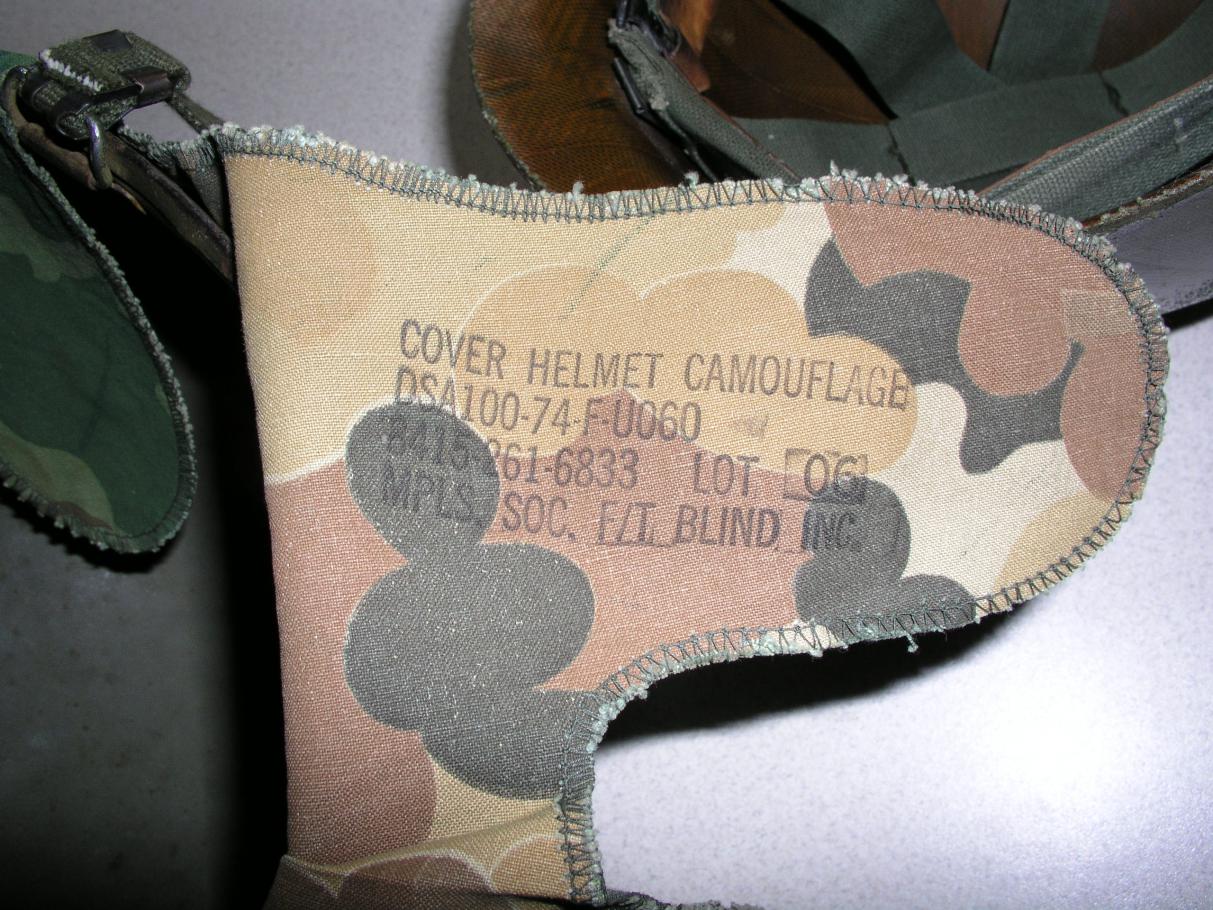 COVER HELMET CAMOUFLAGE
DSA100-74-F-U060
8415-261-6833 LOT OG
MPLS. SOC. F/T. BLIND, INC.